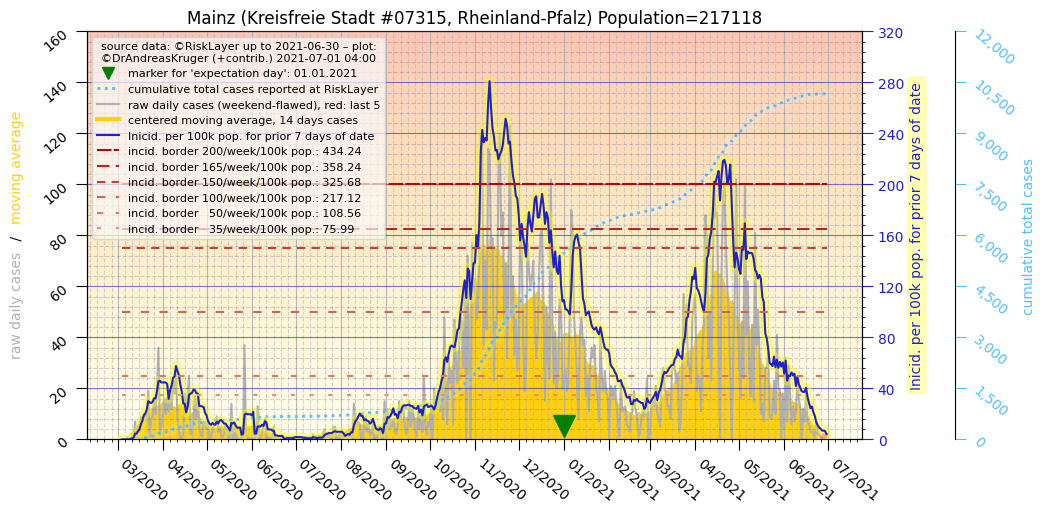 Mainz (Kreisfreie Stadt #07315, Rheinland-Pfalz) Population=217118
source data: ©RiskLayer up to 2021-06-30 – plot:
©DrAndreasKruger (+contrib.) 2021-07-01 04:00
marker for 'expectation day': 01.01.2021
cumulative total cases reported at RiskLayer
raw daily cases (weekend-flawed), red: last 5
centered moving average, 14 days cases
Inicid. per 100k pop. for prior 7 days of date
incid. border 200/week/100k pop.: 434.24
incid. border 165/week/100k pop.: 358.24
incid. border 150/week/100k pop.: 325.68
incid. border 100/week/100k pop.: 217.12
incid. border   50/week/100k pop.: 108.56
incid. border   35/week/100k pop.: 75.99
raw daily cases / moving average
160
140
120
100
80
60
40
20
0
320
280
240
200
160
120
80
40
0
Inicid. per 100k pop. for prior 7 days of date
12,000
10,500
9,000
7,500
6,000
4,500
3,000
1,500
0
cumulative total cases
03/2020
04/2020
05/2020
06/2020
07/2020
08/2020
09/2020
10/2020
11/2020
12/2020
01/2021
02/2021
03/2021
04/2021
05/2021
06/2021
07/2021